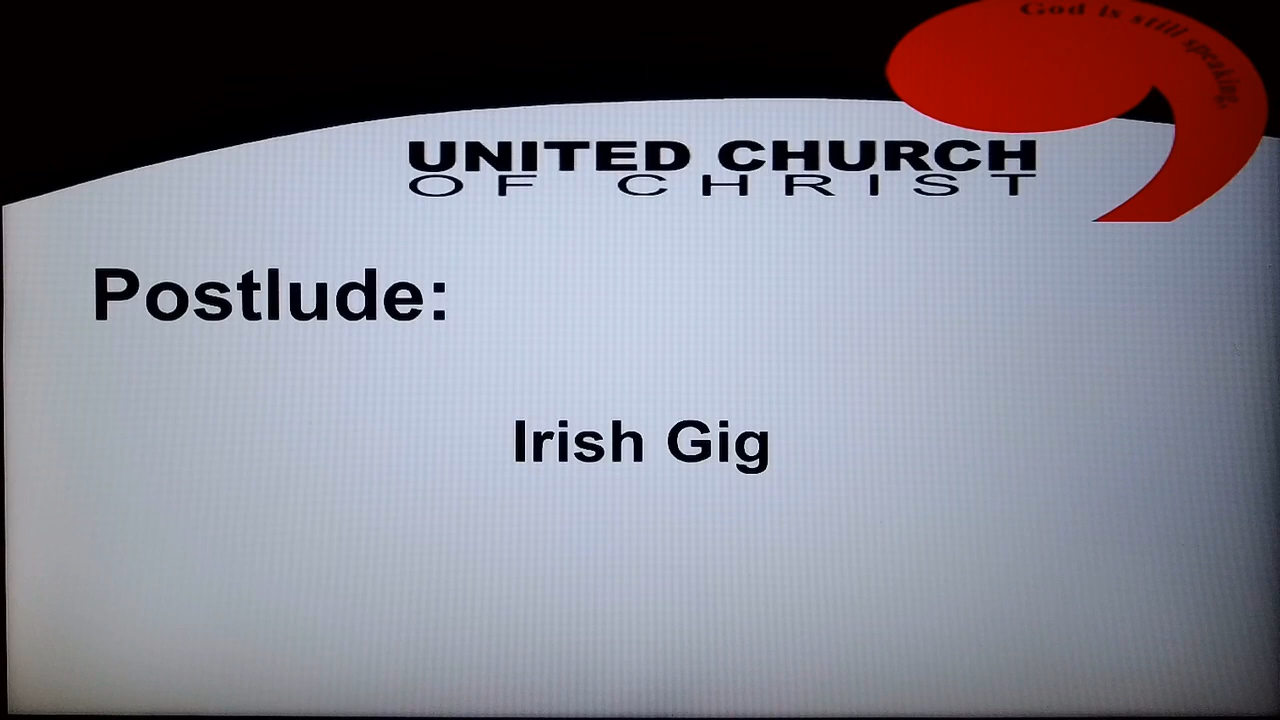 God is still speaking,
UNITED CHURCH
OF CHRIST
Postlude:
Irish Gig